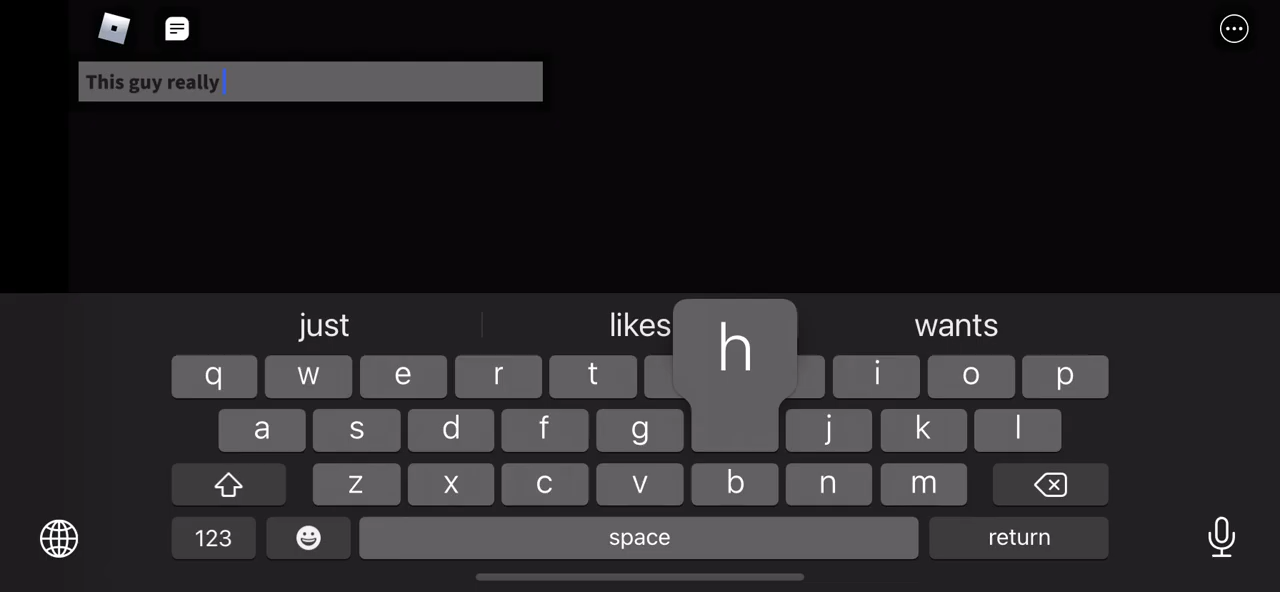 This guy really
just likes wants
h
q w e r t i o p
a s d f g j k l
z x c v b n m
123 space return